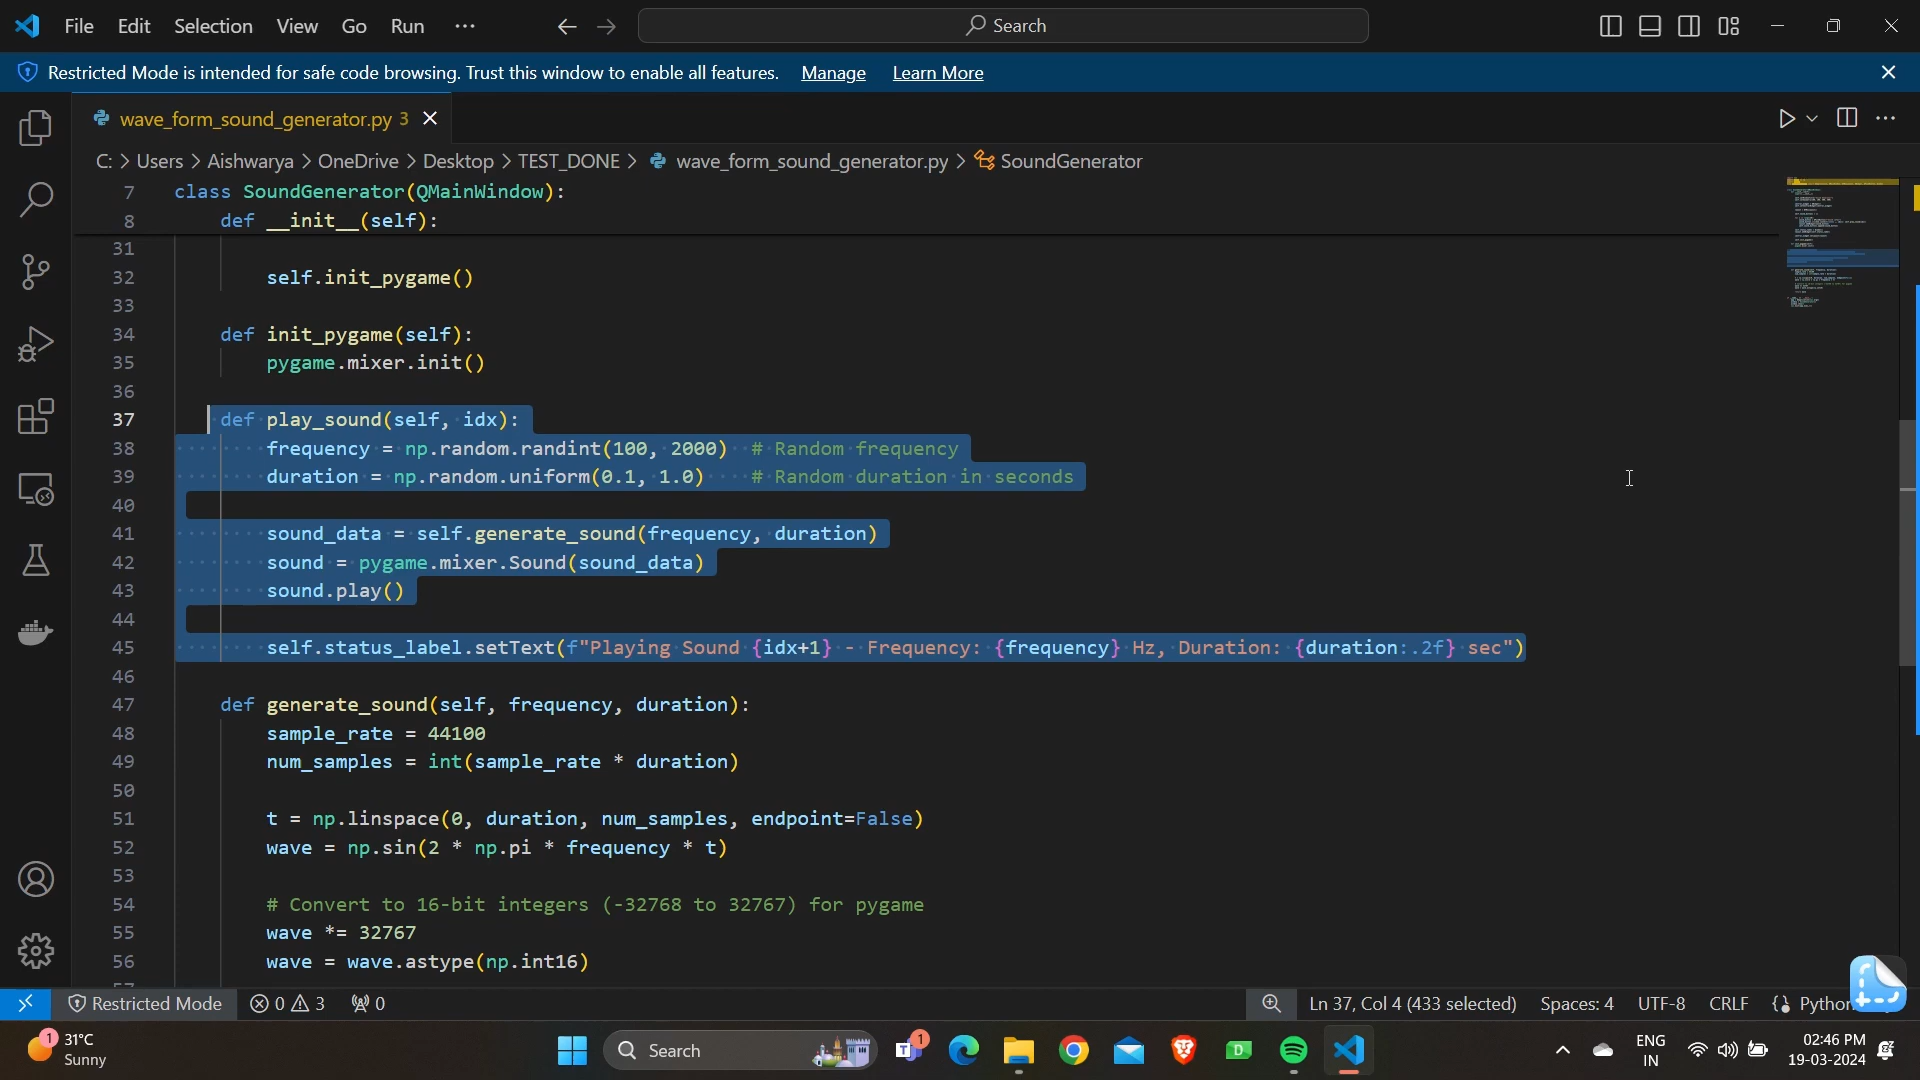 File Edit Selection View Go Run ··· Search
Restricted Mode is intended for safe code browsing. Trust this window to enable all features. Manage Learn More
wave_form_sound_generator.py 3
C: > Users > Aishwarya > OneDrive > Desktop > TEST_DONE > wave_form_sound_generator.py > SoundGenerator
7 class SoundGenerator(QMainWindow):
8 def __init__(self):
31
32 self.init_pygame()
33
34 def init_pygame(self):
35 pygame.mixer.init()
36
37 def play_sound(self, idx):
38 frequency = np.random.randint(100, 2000) # Random frequency
39 duration = np.random.uniform(0.1, 1.0) # Random duration in seconds
40
41 sound_data = self.generate_sound(frequency, duration)
42 sound = pygame.mixer.Sound(sound_data)
43 sound.play()
44
45 self.status_label.setText(f"Playing Sound {idx+1} - Frequency: {frequency} Hz, Duration: {duration:.2f} sec")
46
47 def generate_sound(self, frequency, duration):
48 sample_rate = 44100
49 num_samples = int(sample_rate * duration)
50
51 t = np.linspace(0, duration, num_samples, endpoint=False)
52 wave = np.sin(2 * np.pi * frequency * t)
53
54 # Convert to 16-bit integers (-32768 to 32767) for pygame
55 wave *= 32767
56 wave = wave.astype(np.int16)
Restricted Mode 0 3 0 Ln 37, Col 4 (433 selected) Spaces: 4 UTF-8 CRLF {} Python
1 31°C
Sunny
Search
T 1
D
ENG
IN
02:46 PM
19-03-2024